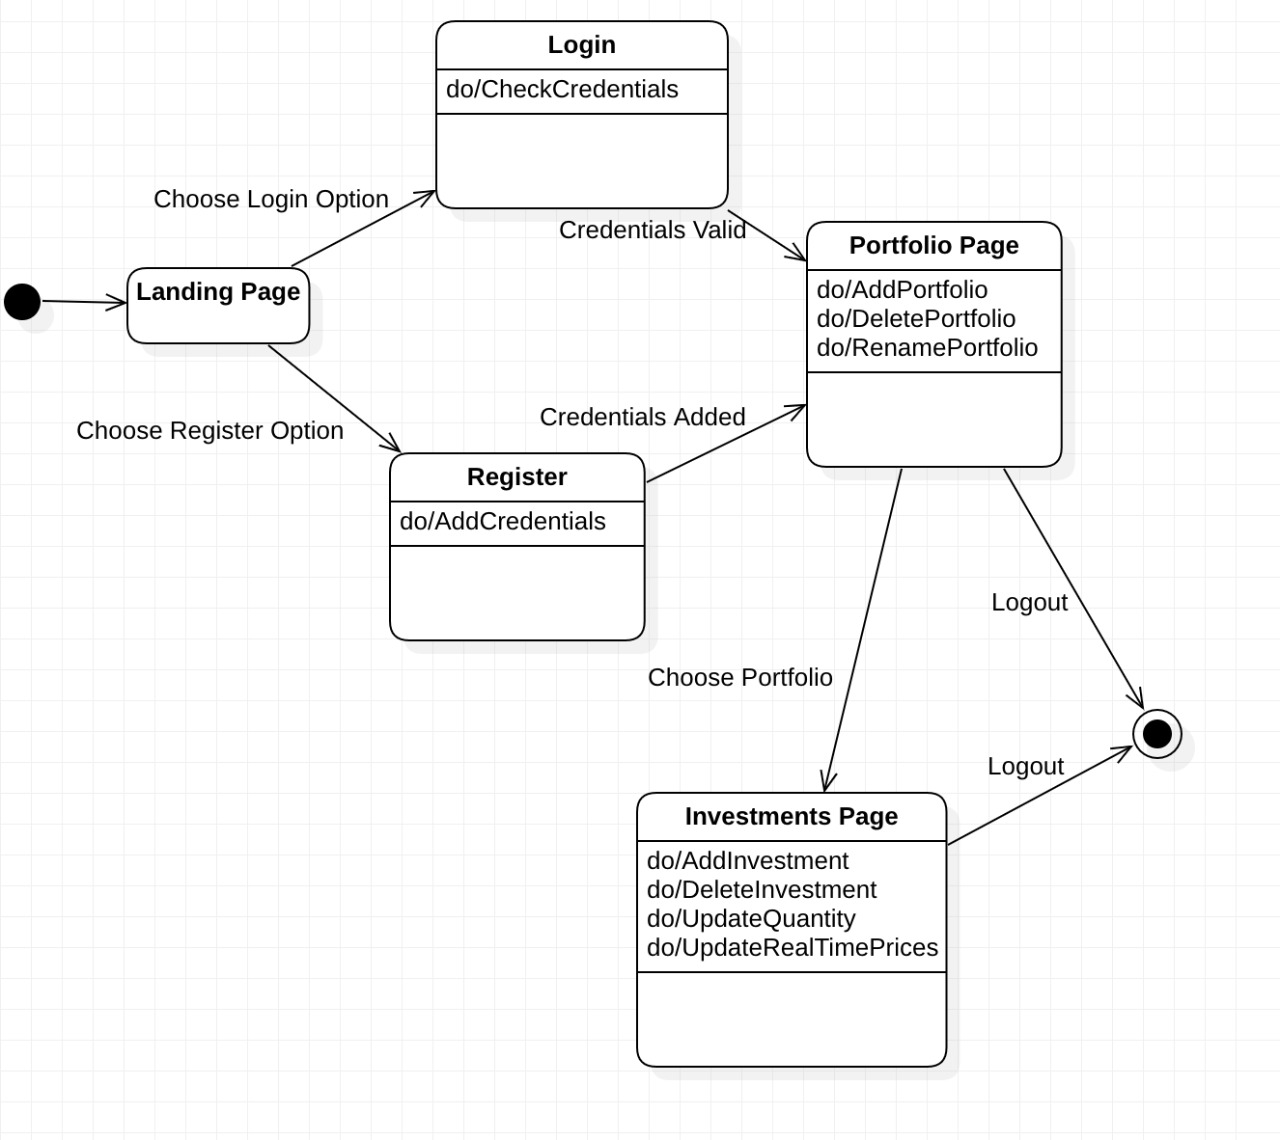 Login
do/CheckCredentials
Choose Login Option
Credentials Valid
Portfolio Page
do/AddPortfolio
do/DeletePortfolio
do/RenamePortfolio
Landing Page
Choose Register Option
Credentials Added
Register
do/AddCredentials
Logout
Choose Portfolio
Logout
Investments Page
do/AddInvestment
do/DeleteInvestment
do/UpdateQuantity
do/UpdateRealTimePrices